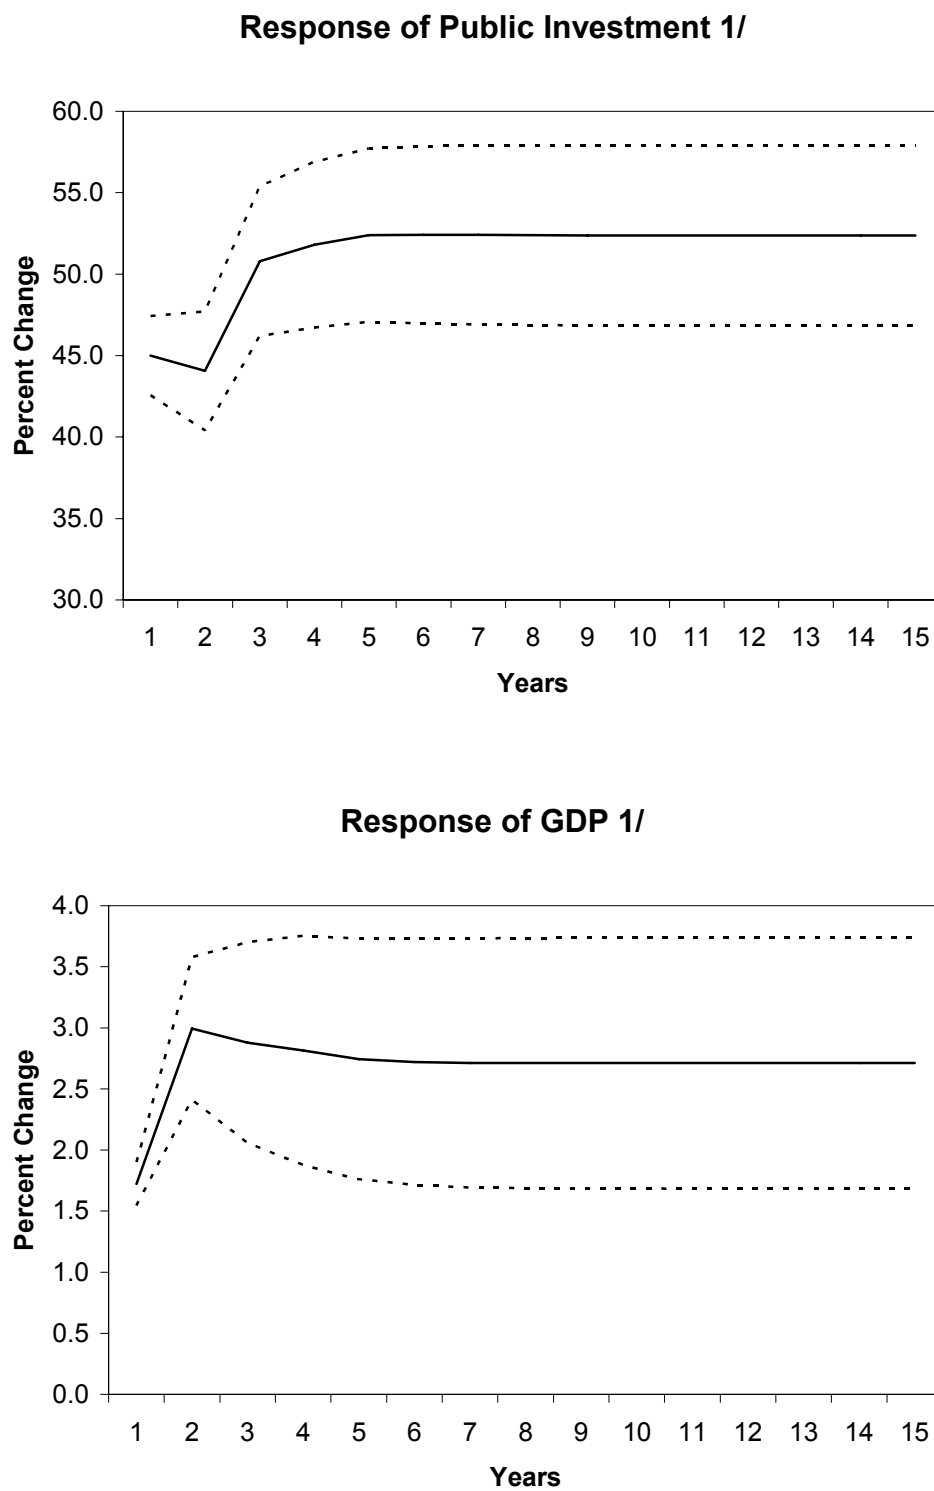 Response of Public Investment 1/
60.0
55.0
50.0
45.0
40.0
35.0
30.0
Percent Change
1 2 3 4 5 6 7 8 9 10 11 12 13 14 15
Years
Response of GDP 1/
4.0
3.5
3.0
2.5
2.0
1.5
1.0
0.5
0.0
Percent Change
1 2 3 4 5 6 7 8 9 10 11 12 13 14 15
Years